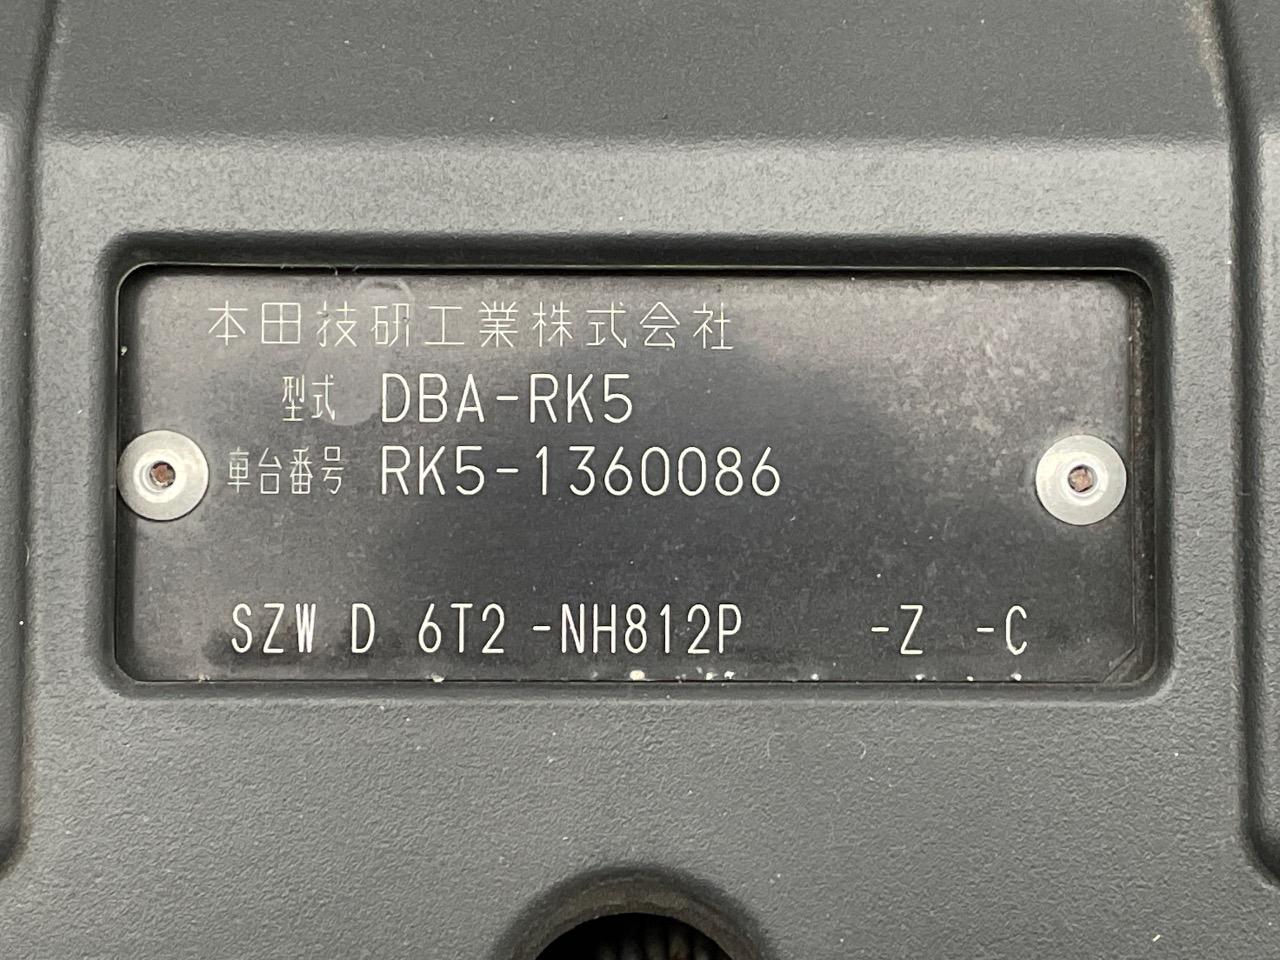 本田技研工業株式会社
型式 DBA-RK5
車台番号 RK5-1360086
SZW D 6T2 -NH812P -Z -C